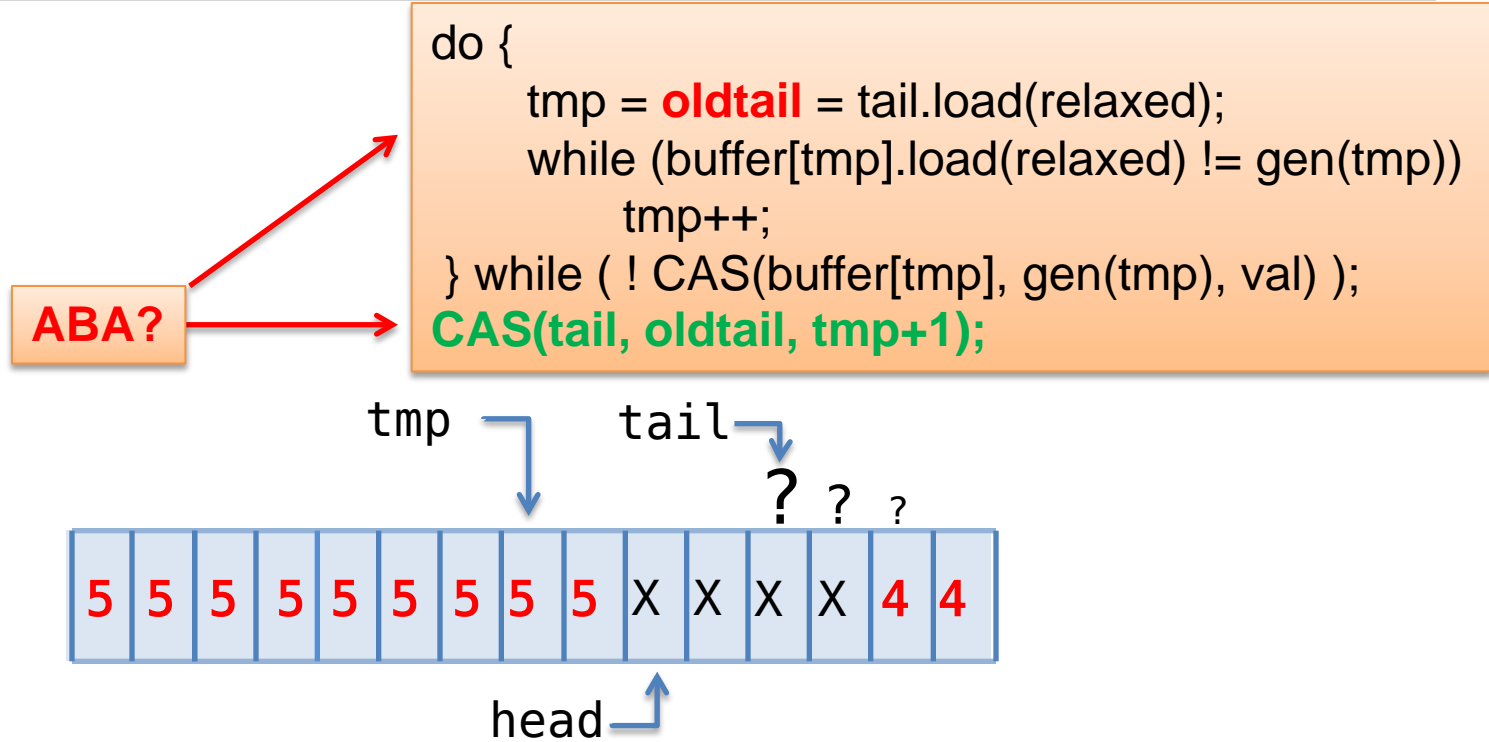 do {
tmp = oldtail = tail.load(relaxed);
while (buffer[tmp].load(relaxed) != gen(tmp))
tmp++;
} while ( ! CAS(buffer[tmp], gen(tmp), val) );
CAS(tail, oldtail, tmp+1);
ABA?
tmp tail
? ? ?
5 5 5 5 5 5 5 5 5 X X X X 4 4
head